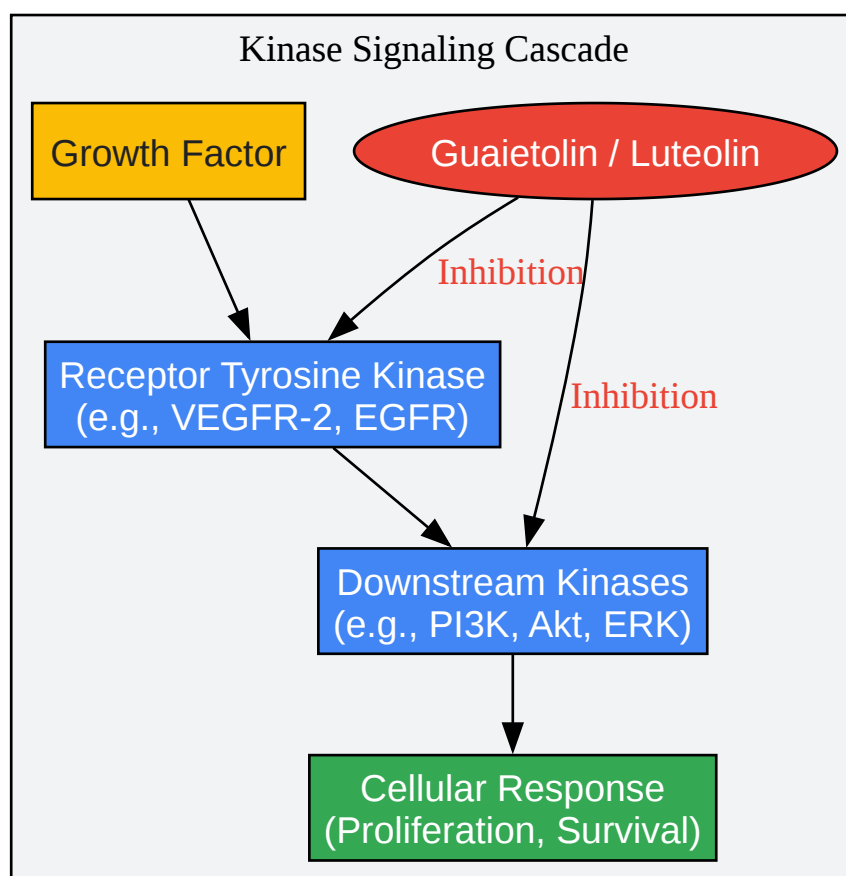 Kinase Signaling Cascade
Growth Factor
Guaietolin / Luteolin
Inhibition
Receptor Tyrosine Kinase
(e.g., VEGFR-2, EGFR)
Inhibition
Downstream Kinases
(e.g., PI3K, Akt, ERK)
Cellular Response
(Proliferation, Survival)